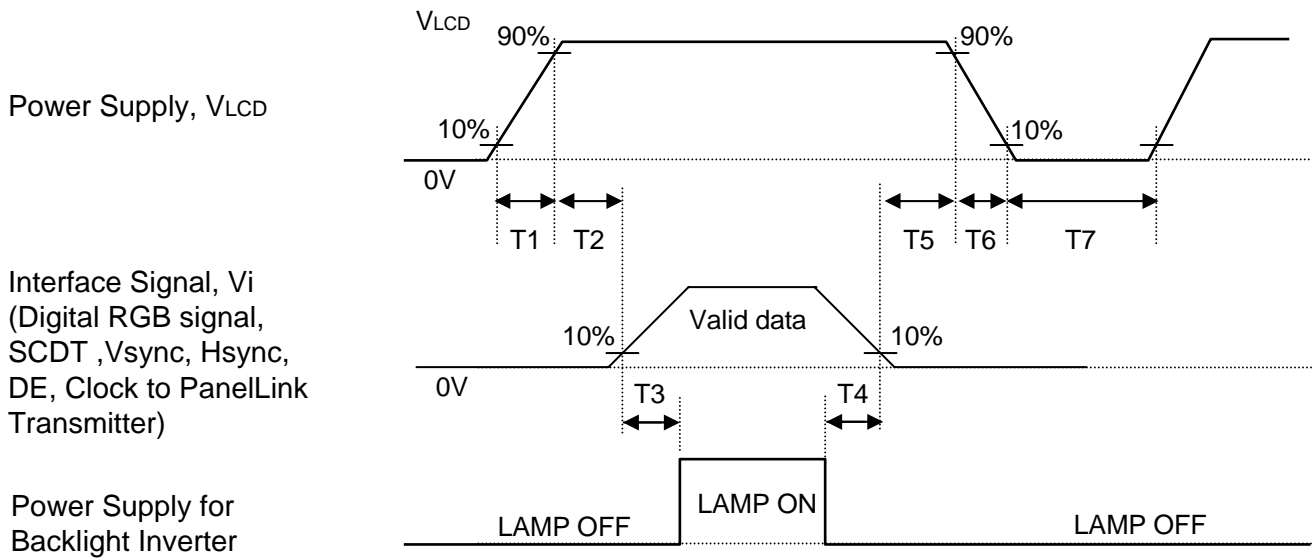 VLCD
90%
90%
Power Supply, VLCD
10%
10%
0V
T1
T2
T5
T6
T7
Interface Signal, Vi
(Digital RGB signal,
SCDT ,Vsync, Hsync,
DE, Clock to PanelLink
Transmitter)
Valid data
10%
10%
0V
T3
T4
Power Supply for
Backlight Inverter
LAMP OFF
LAMP ON
LAMP OFF